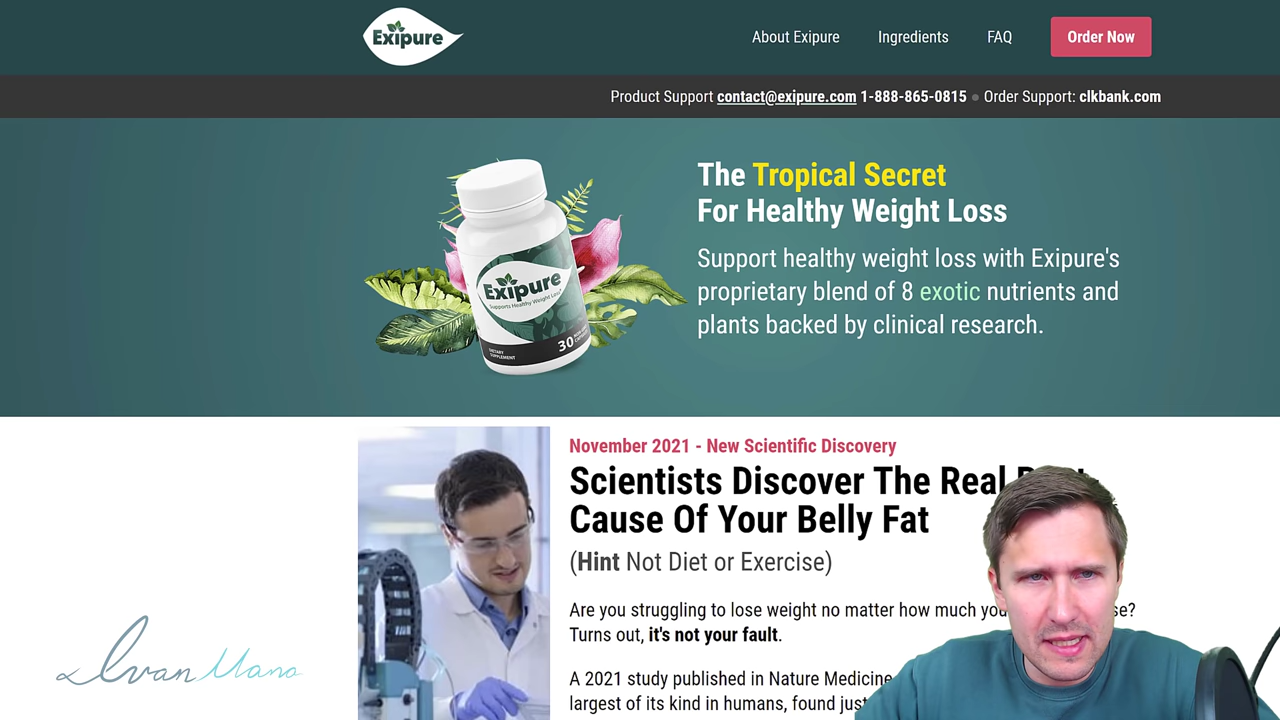 Exipure
About Exipure
Ingredients
FAQ
Order Now
Product Support contact@exipure.com 1-888-865-0815 ● Order Support: clkbank.com
The Tropical Secret
For Healthy Weight Loss
Support healthy weight loss with Exipure's
proprietary blend of 8 exotic nutrients and
plants backed by clinical research.
Exipure
Supports Healthy Weight Loss
DIETARY
SUPPLEMENT
30
November 2021 - New Scientific Discovery
Scientists Discover The Real
Cause Of Your Belly Fat
(Hint Not Diet or Exercise)
Are you struggling to lose weight no matter how much you
Turns out, it's not your fault.
A 2021 study published in Nature Medicine
largest of its kind in humans, found just
Ivan Mana